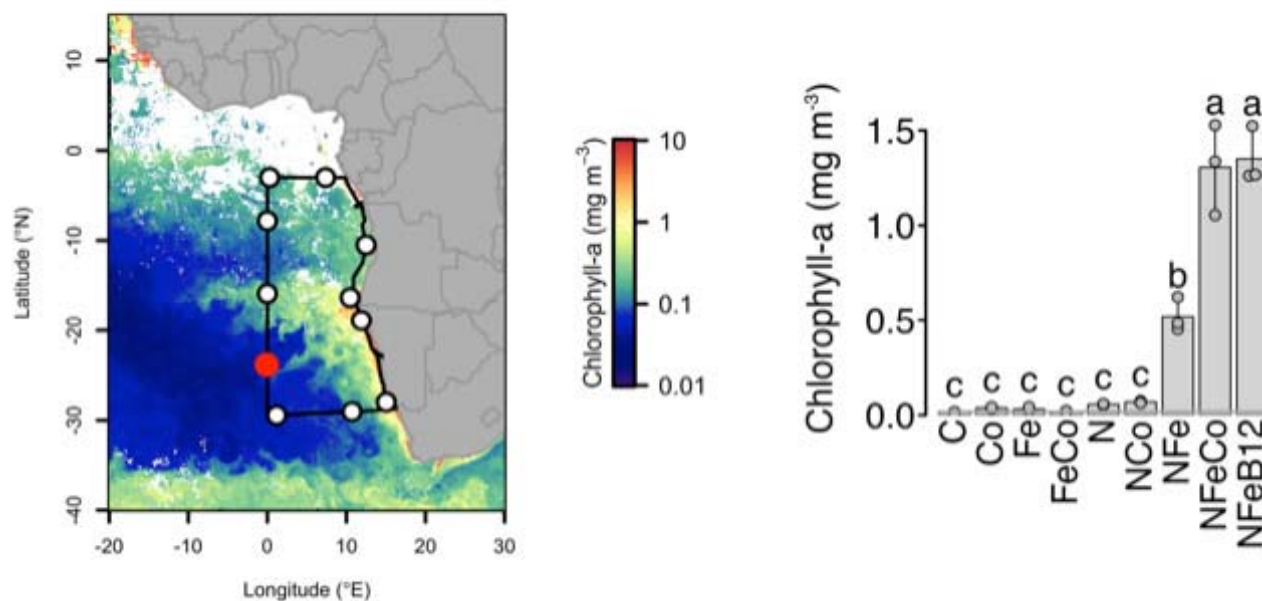 Latitude (°N)
10
0
-10
-20
-30
-40
-20 -10 0 10 20 30
Longitude (°E)
Chlorophyll-a (mg m⁻³)
10
1
0.1
0.01
Chlorophyll-a (mg m⁻³)
1.5
1.0
0.5
0.0
c c c c c c b a a
C Co Fe FeCo N NCo NFe NFeCo NFeB12